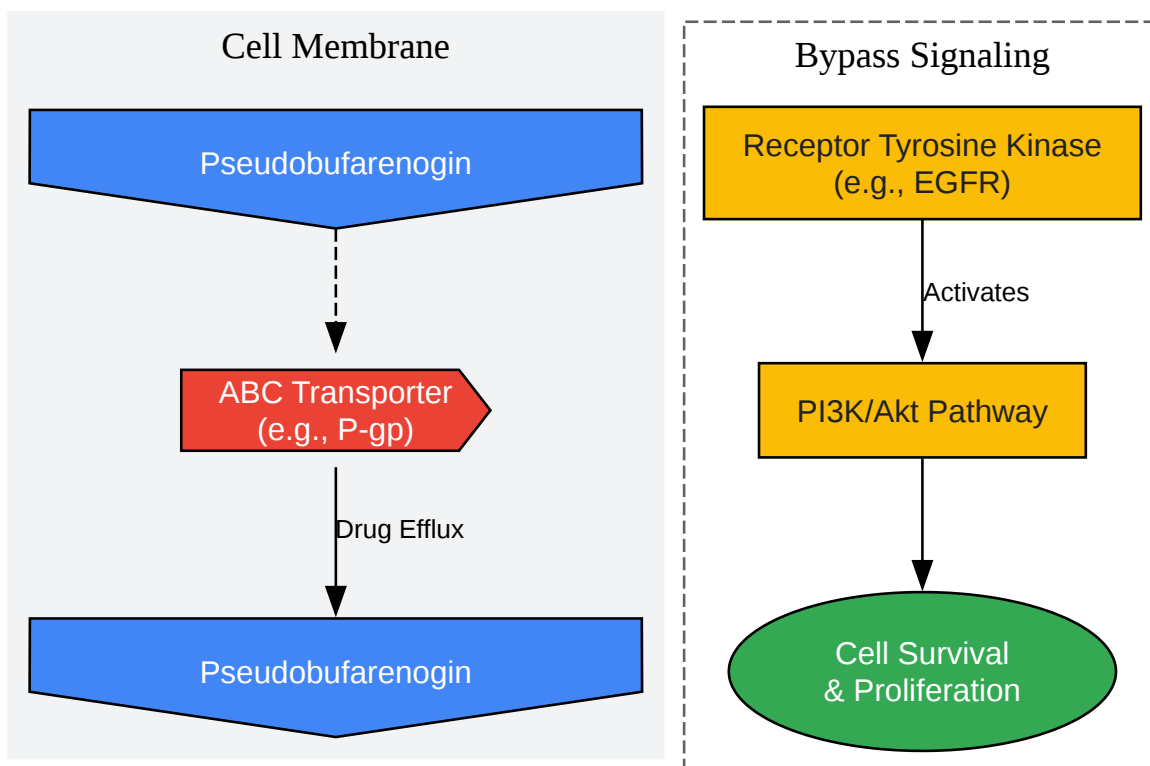 Cell Membrane
Pseudobufarenogin
ABC Transporter
(e.g., P-gp)
Drug Efflux
Pseudobufarenogin
Bypass Signaling
Receptor Tyrosine Kinase
(e.g., EGFR)
Activates
PI3K/Akt Pathway
Cell Survival
& Proliferation